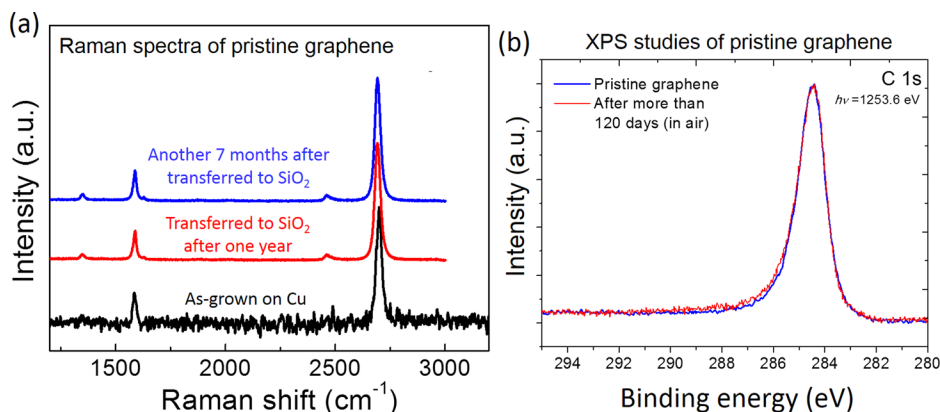 (a)
Raman spectra of pristine graphene
Another 7 months after
transferred to SiO₂
Transferred to SiO₂
after one year
As-grown on Cu
Intensity (a.u.)
1500 2000 2500 3000
Raman shift (cm⁻¹)
(b)
XPS studies of pristine graphene
Pristine graphene
After more than
120 days (in air)
C 1s
hν=1253.6 eV
Intensity (a.u.)
294 292 290 288 286 284 282 280
Binding energy (eV)